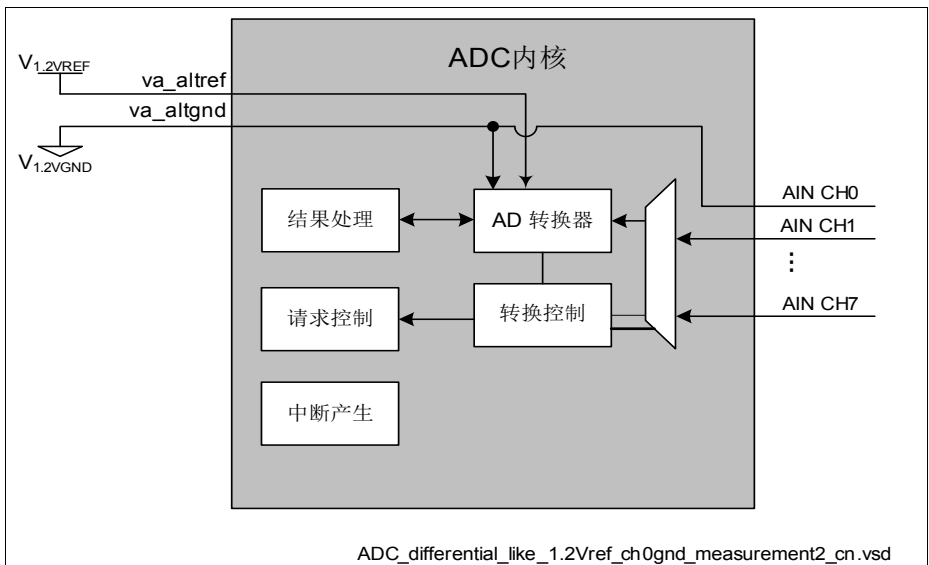 ADC内核
V1.2VREF
va_altref
va_altgnd
V1.2VGND
AIN CH0
结果处理
AD 转换器
AIN CH1
⋮
请求控制
转换控制
AIN CH7
中断产生
ADC_differential_like_1.2Vref_ch0gnd_measurement2_cn.vsd